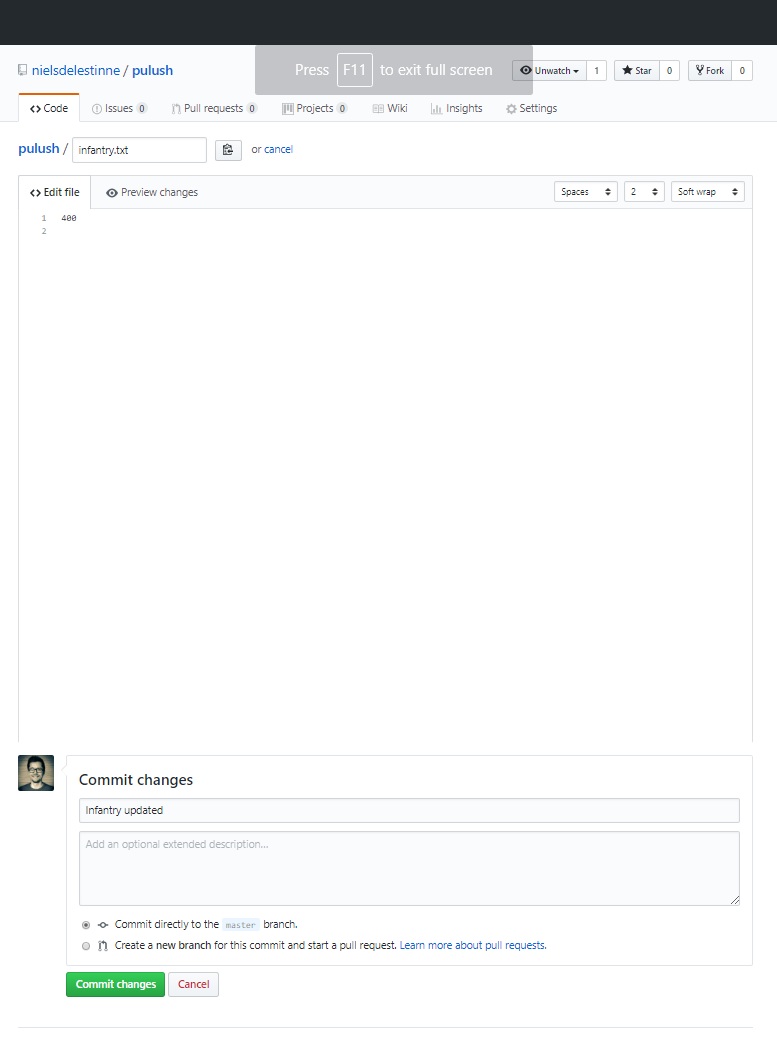 nielsdelestinne / pulush
Press F11 to exit full screen
Unwatch 1 Star 0 Fork 0
Code Issues 0 Pull requests 0 Projects 0 Wiki Insights Settings
pulush / infantry.txt or cancel
Edit file Preview changes Spaces 2 Soft wrap
1 400
2
Commit changes
Infantry updated
Add an optional extended description...
Commit directly to the master branch.
Create a new branch for this commit and start a pull request. Learn more about pull requests.
Commit changes Cancel